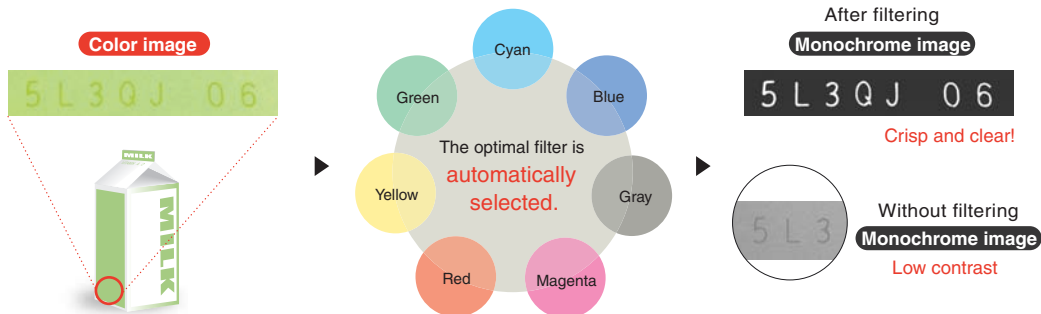 Color image
5 L 3 Q J 0 6
MILK
MILK
Cyan
Green
Blue
The optimal filter is
automatically
selected.
Yellow
Gray
Red
Magenta
After filtering
Monochrome image
5 L 3 Q J 0 6
Crisp and clear!
5 L 3
Without filtering
Monochrome image
Low contrast